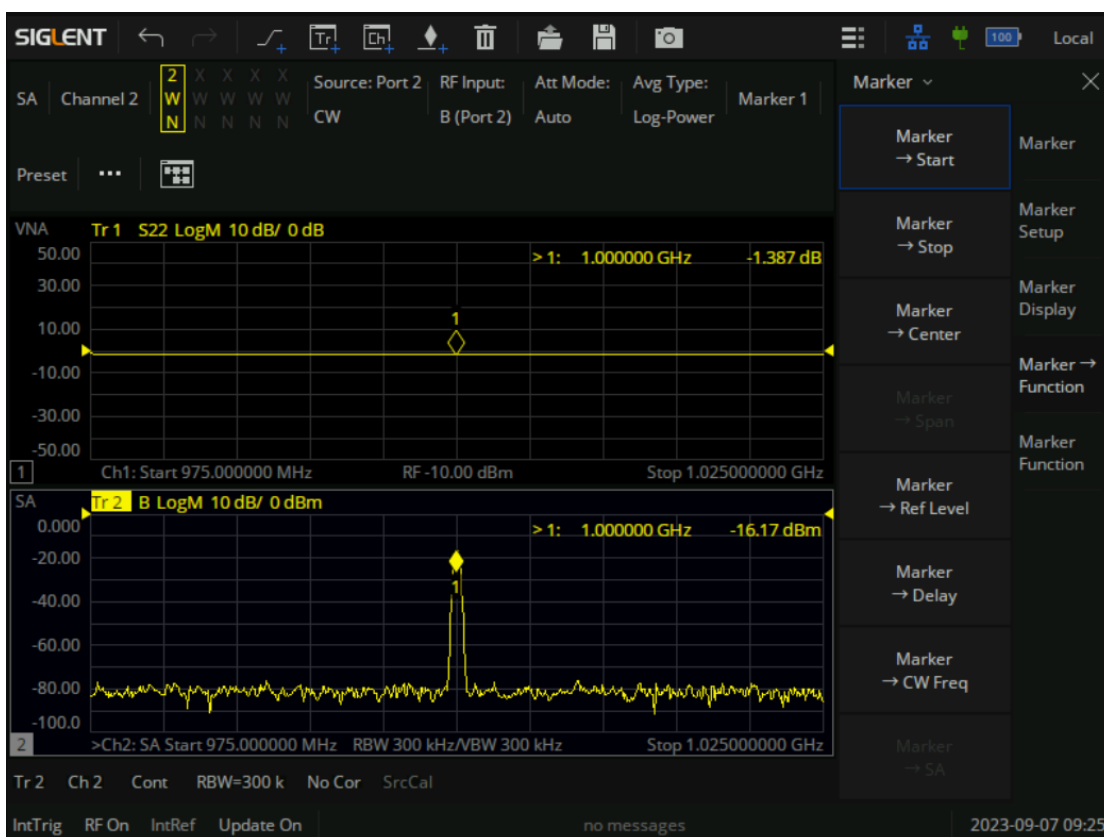 SIGLENT Tr Ch 100 Local
SA Channel 2 2 X X X X Source: Port 2 RF Input: Att Mode: Avg Type: Marker 1
W W W W W CW B (Port 2) Auto Log-Power
N N N N N
Preset ...
VNA Tr 1 S22 LogM 10 dB/ 0 dB
50.00 > 1: 1.000000 GHz -1.387 dB
30.00
10.00 1
-10.00
-30.00
-50.00
1 Ch1: Start 975.000000 MHz RF -10.00 dBm Stop 1.025000000 GHz
SA Tr 2 B LogM 10 dB/ 0 dBm
0.000 > 1: 1.000000 GHz -16.17 dBm
-20.00
1
-40.00
-60.00
-80.00
-100.0
2 >Ch2: SA Start 975.000000 MHz RBW 300 kHz/VBW 300 kHz Stop 1.025000000 GHz
Tr 2 Ch 2 Cont RBW=300 k No Cor SrcCal
Marker
Marker
→ Start
Marker
→ Stop
Marker
→ Center
Marker
→ Span
Marker
→ Ref Level
Marker
→ Delay
Marker
→ CW Freq
Marker
→ SA
Marker
Marker
Setup
Marker
Display
Marker →
Function
Marker
Function
IntTrig RF On IntRef Update On no messages 2023-09-07 09:25